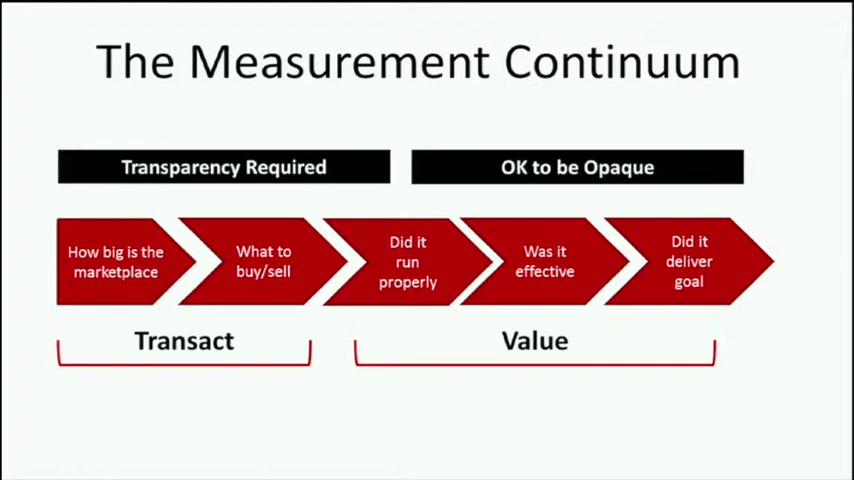 The Measurement Continuum
Transparency Required
OK to be Opaque
How big is the
marketplace
What to
buy/sell
Did it
run
properly
Was it
effective
Did it
deliver
goal
Transact
Value